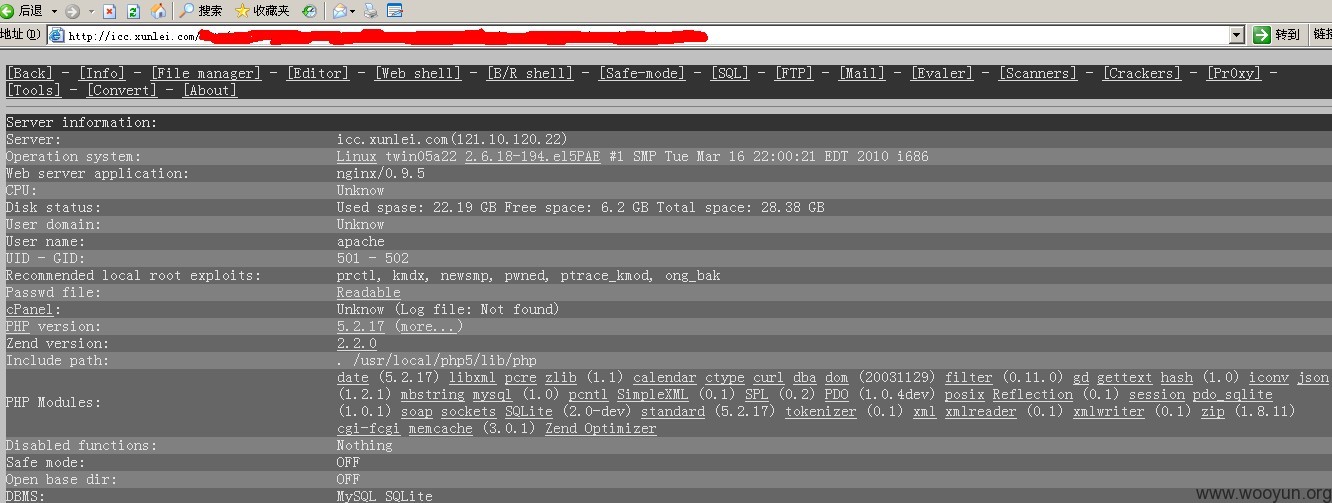 后退 搜索 收藏夹
地址(D) http://icc.xunlei.com/ 转到 链接
[Back] - [Info] - [File manager] - [Editor] - [Web shell] - [B/R shell] - [Safe-mode] - [SQL] - [FTP] - [Mail] - [Evaler] - [Scanners] - [Crackers] - [Pr0xy] -
[Tools] - [Convert] - [About]
Server information:
Server: icc.xunlei.com(121.10.120.22)
Operation system: Linux twin05a22 2.6.18-194.el5PAE #1 SMP Tue Mar 16 22:00:21 EDT 2010 i686
Web server application: nginx/0.9.5
CPU: Unknow
Disk status: Used spase: 22.19 GB Free space: 6.2 GB Total space: 28.38 GB
User domain: Unknow
User name: apache
UID - GID: 501 - 502
Recommended local root exploits: prctl, kmdx, newsmp, pwned, ptrace_kmod, ong_bak
Passwd file: Readable
cPanel: Unknow (Log file: Not found)
PHP version: 5.2.17 (more...)
Zend version: 2.2.0
Include path: . /usr/local/php5/lib/php
date (5.2.17) libxml pcre zlib (1.1) calendar ctype curl dba dom (20031129) filter (0.11.0) gd gettext hash (1.0) iconv json
PHP Modules: (1.2.1) mbstring mysql (1.0) pcntl SimpleXML (0.1) SPL (0.2) PDO (1.0.4dev) posix Reflection (0.1) session pdo_sqlite
(1.0.1) soap sockets SQLite (2.0-dev) standard (5.2.17) tokenizer (0.1) xml xmlreader (0.1) xmlwriter (0.1) zip (1.8.11)
cgi-fcgi memcache (3.0.1) Zend Optimizer
Disabled functions: Nothing
Safe mode: OFF
Open base dir: OFF
DBMS: MySQL SQLite
www.wooyun.org